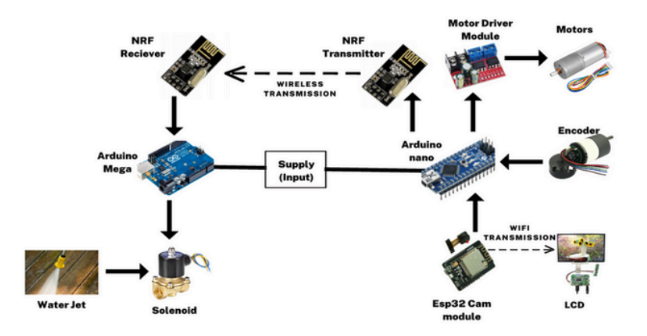 Motor Driver
Module
Motors
NRF
Reciever
NRF
Transmitter
WIRELESS
TRANSMISSION
Arduino
Mega
Supply
(Input)
Arduino
nano
Encoder
WIFI
TRANSMISSION
Water Jet
Solenoid
Esp32 Cam
module
LCD